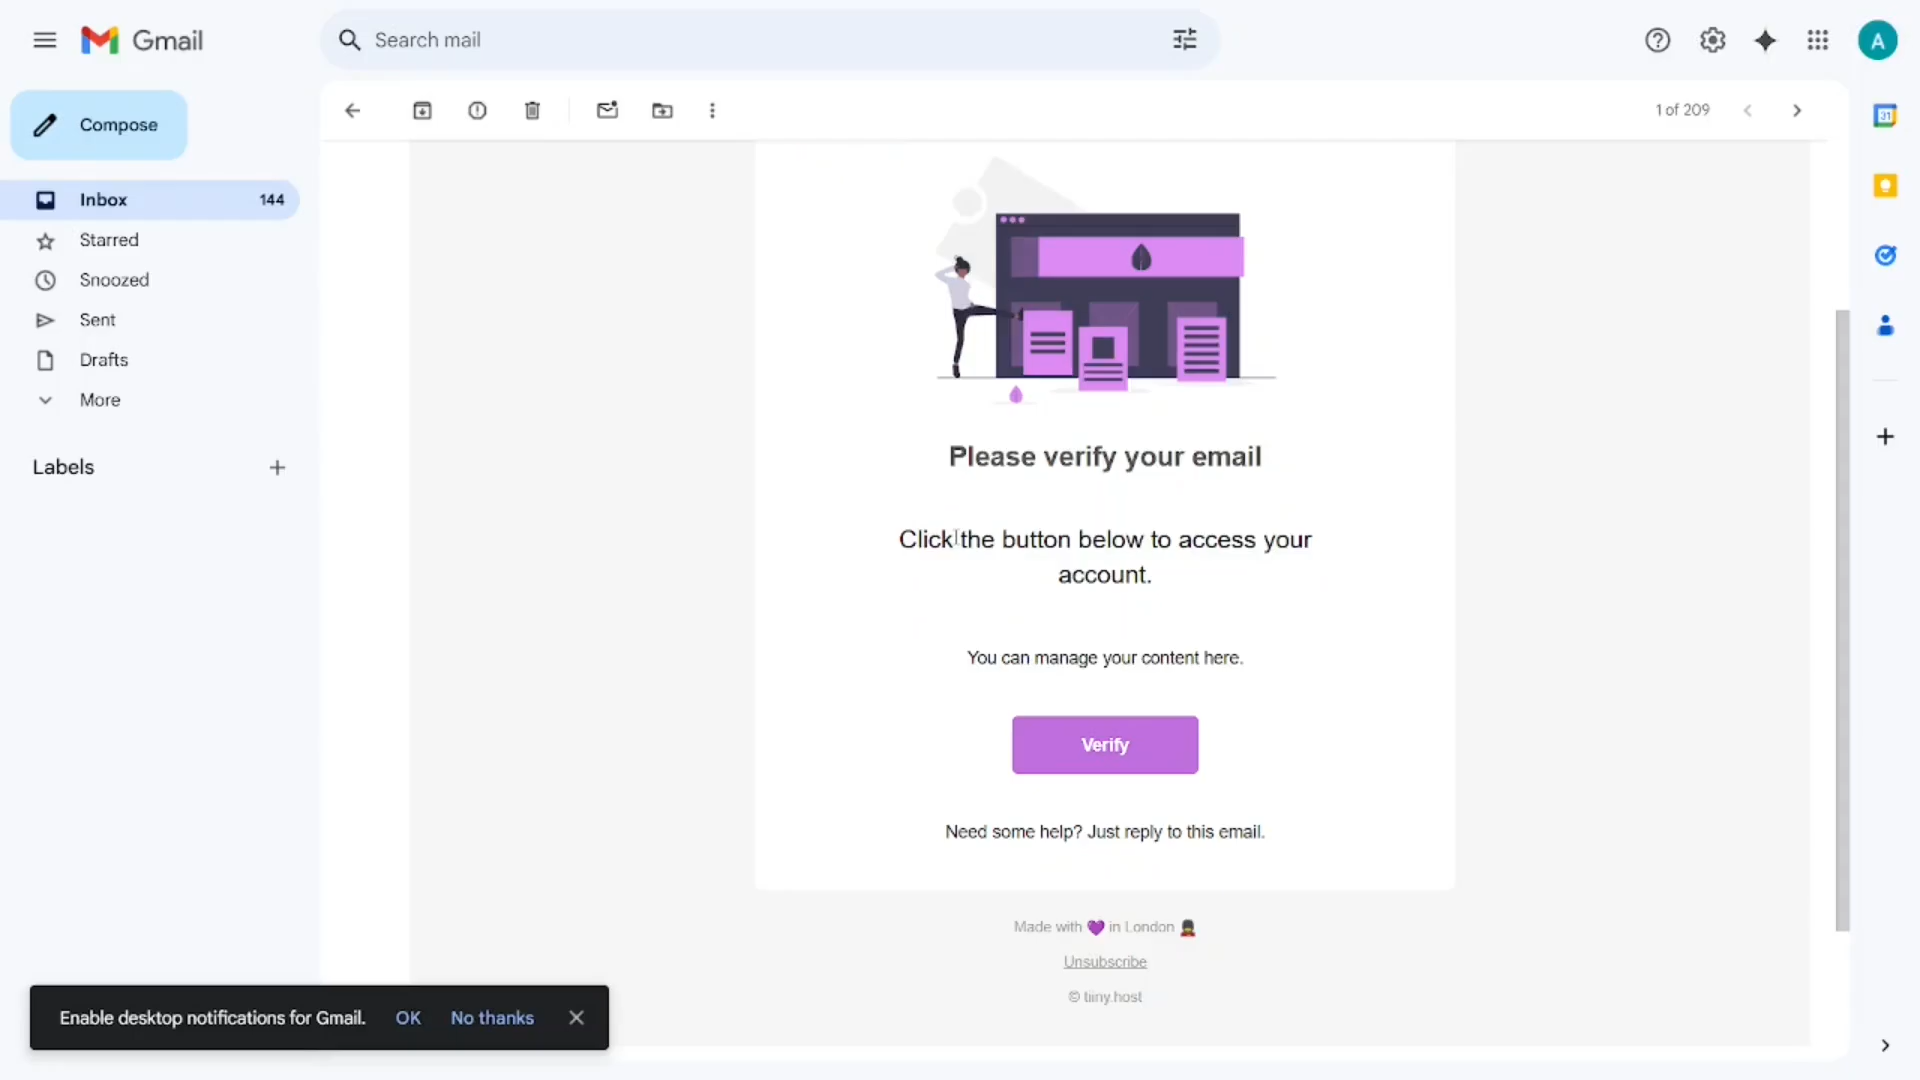 Gmail
Search mail
A
Compose
1 of 209
31
Inbox 144
Starred
Snoozed
Sent
Drafts
More
Labels
Please verify your email
Click the button below to access your
account.
You can manage your content here.
Verify
Need some help? Just reply to this email.
Made with 💜 in London 💂
Unsubscribe
© tiiny.host
Enable desktop notifications for Gmail. OK No thanks